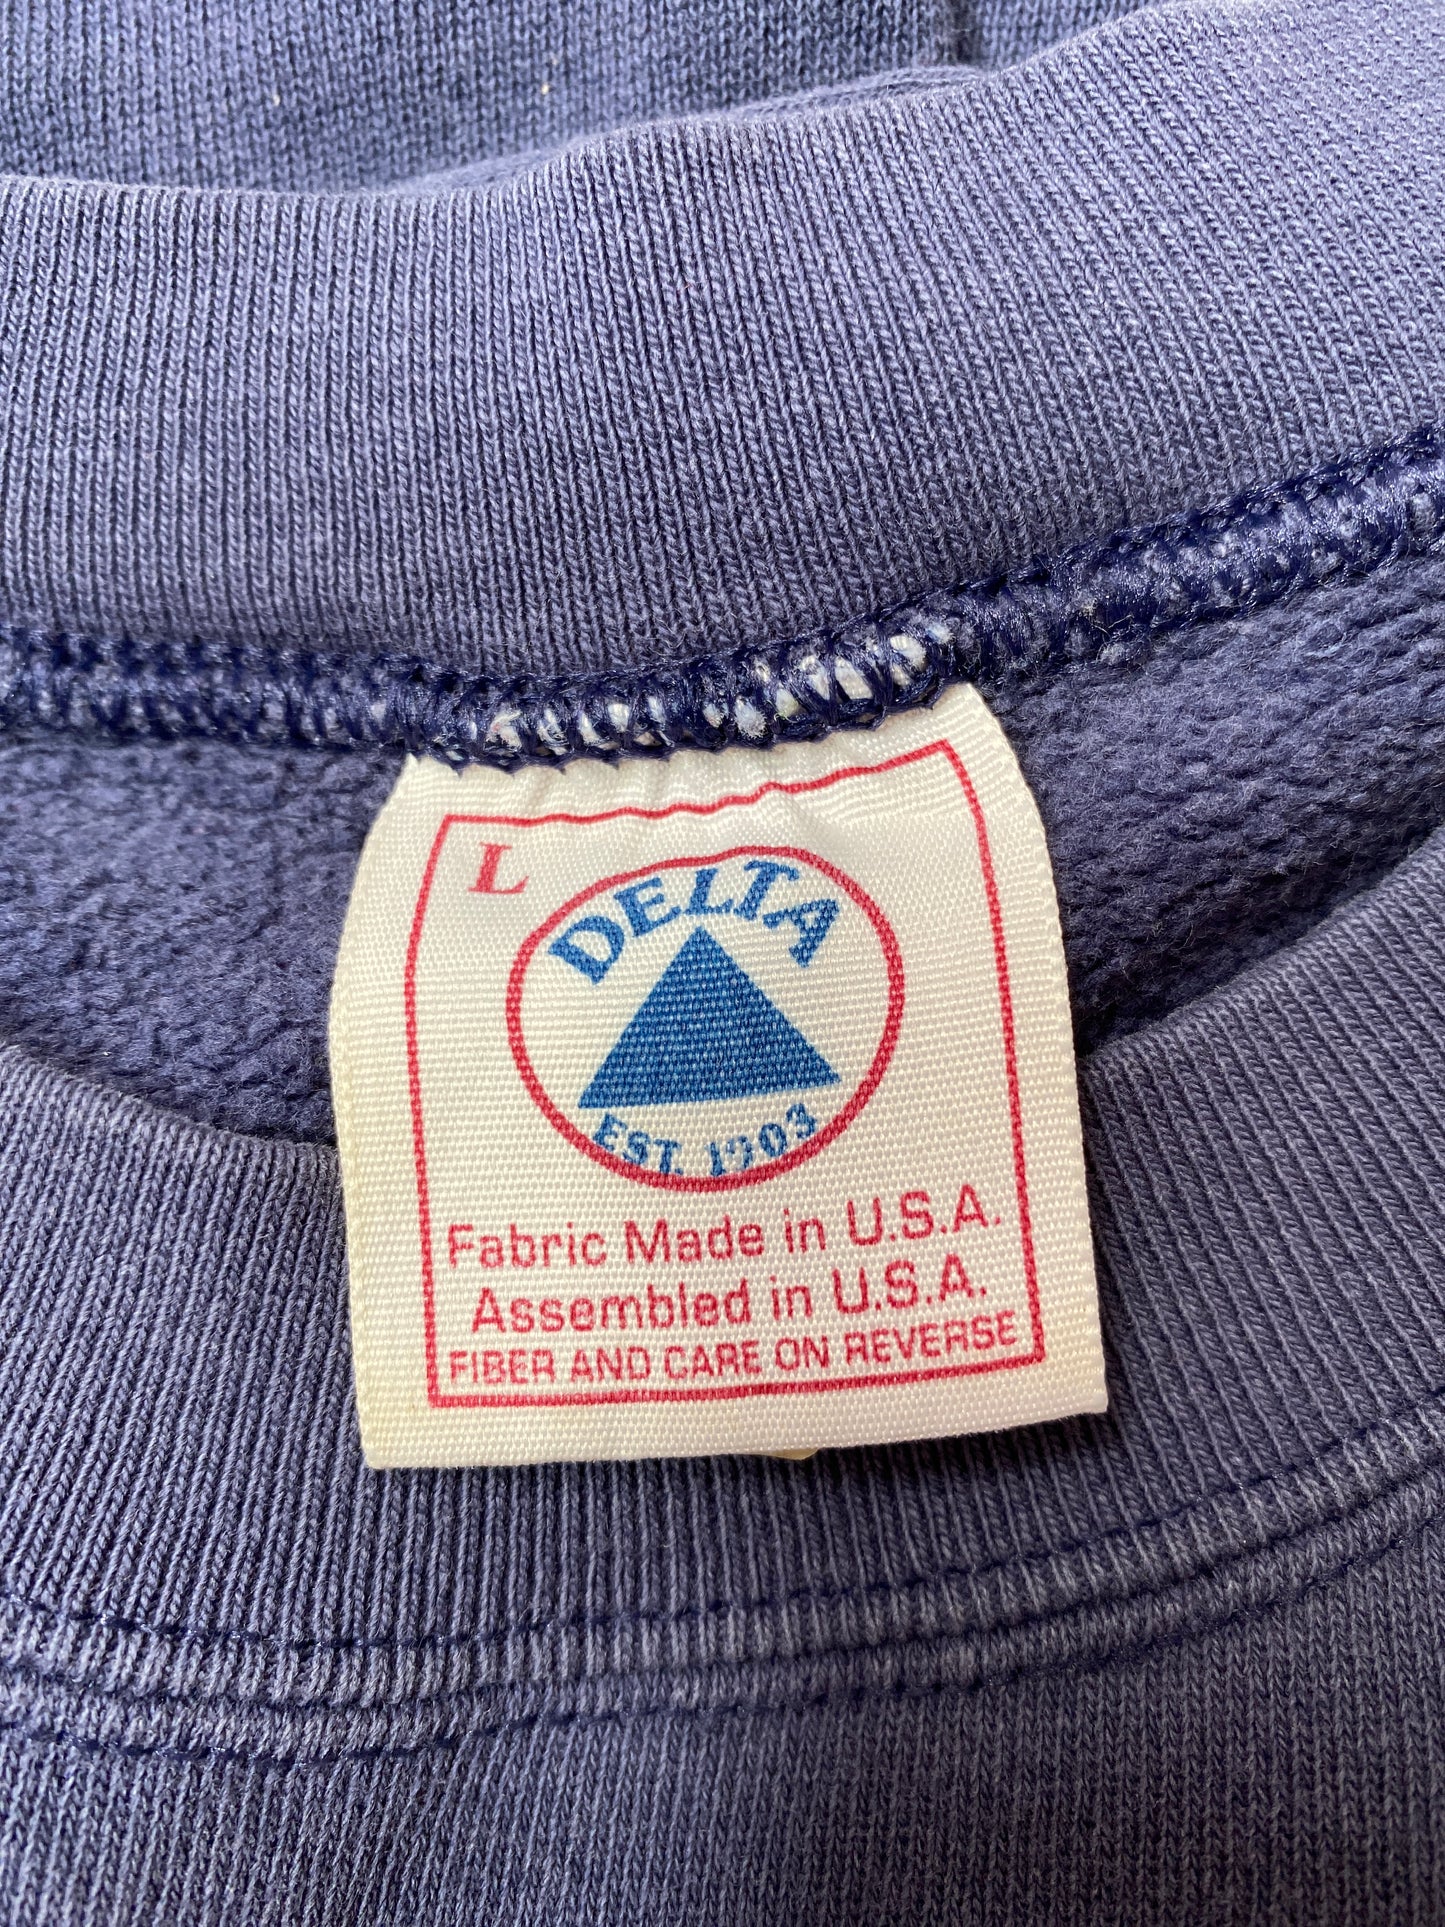 L
DELTA
EST. 1903
Fabric Made in U.S.A.
Assembled in U.S.A.
FIBER AND CARE ON REVERSE